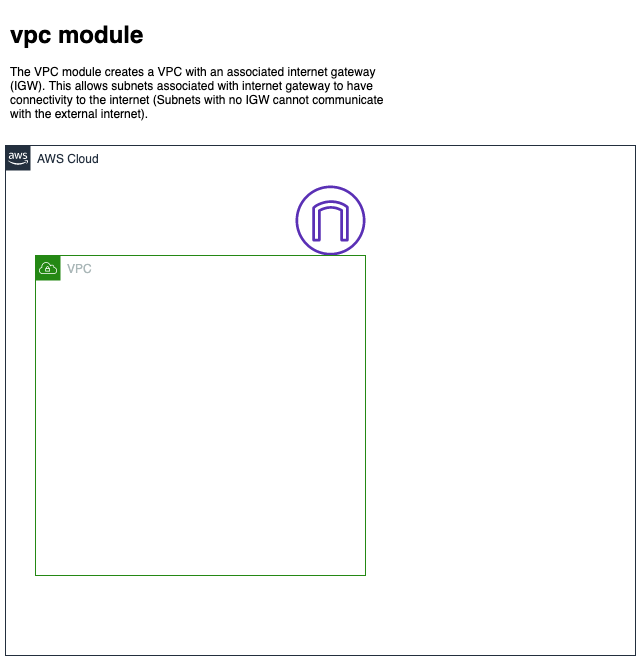 vpc module
The VPC module creates a VPC with an associated internet gateway
(IGW). This allows subnets associated with internet gateway to have
connectivity to the internet (Subnets with no IGW cannot communicate
with the external internet).
aws
AWS Cloud
VPC